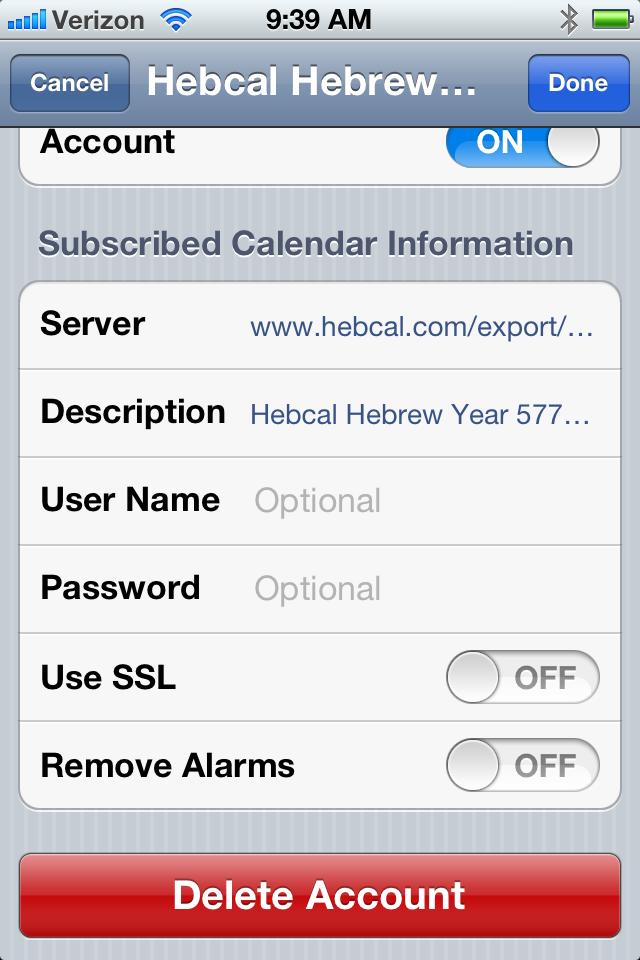 Verizon 9:39 AM
Cancel Hebcal Hebrew... Done
Account ON
Subscribed Calendar Information
Server www.hebcal.com/export/...
Description Hebcal Hebrew Year 577...
User Name Optional
Password Optional
Use SSL OFF
Remove Alarms OFF
Delete Account